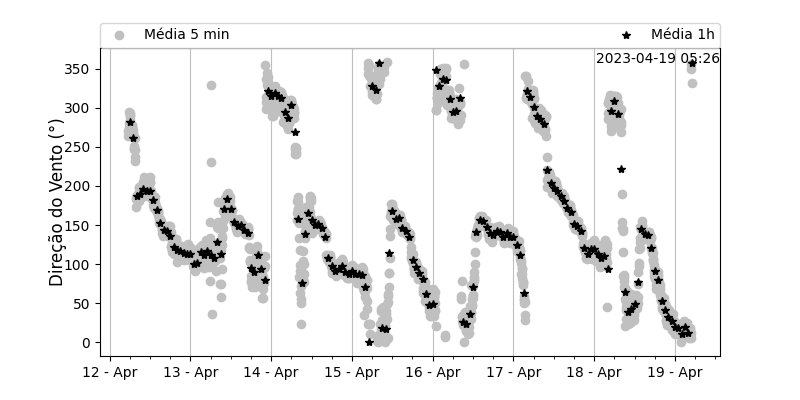 Média 5 min
Média 1h
2023-04-19 05:26
Direção do Vento (°)
350
300
250
200
150
100
50
0
12 - Apr
13 - Apr
14 - Apr
15 - Apr
16 - Apr
17 - Apr
18 - Apr
19 - Apr